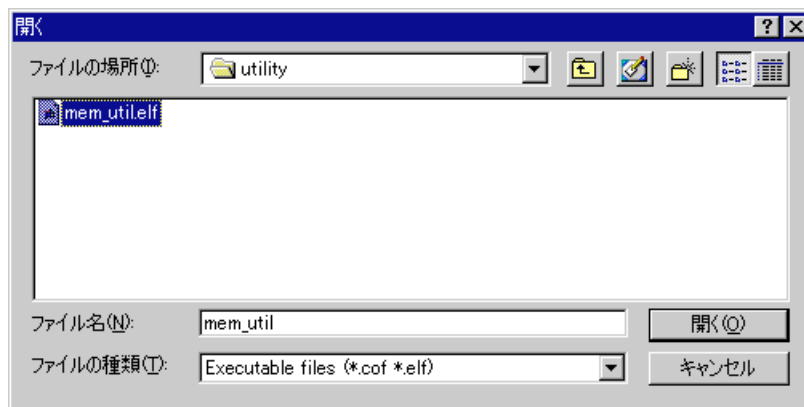 開く
ファイルの場所(I): utility
mem_util.elf
ファイル名(N): mem_util 開く(O)
ファイルの種類(T): Executable files (*.cof *.elf) キャンセル